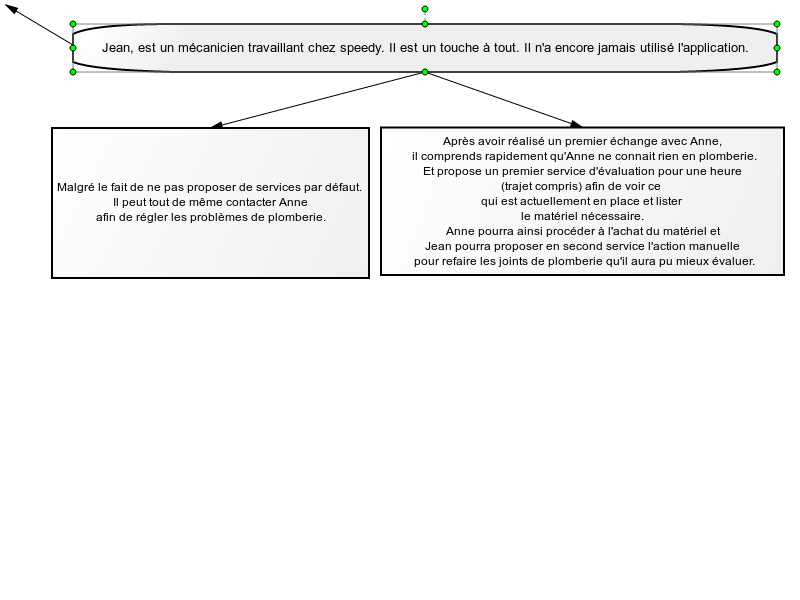 Jean, est un mécanicien travaillant chez speedy. Il est un touche à tout. Il n'a encore jamais utilisé l'application.
Malgré le fait de ne pas proposer de services par défaut.
Il peut tout de même contacter Anne
afin de régler les problèmes de plomberie.
Après avoir réalisé un premier échange avec Anne,
il comprends rapidement qu'Anne ne connait rien en plomberie.
Et propose un premier service d'évaluation pour une heure
(trajet compris) afin de voir ce
qui est actuellement en place et lister
le matériel nécessaire.
Anne pourra ainsi procéder à l'achat du matériel et
Jean pourra proposer en second service l'action manuelle
pour refaire les joints de plomberie qu'il aura pu mieux évaluer.